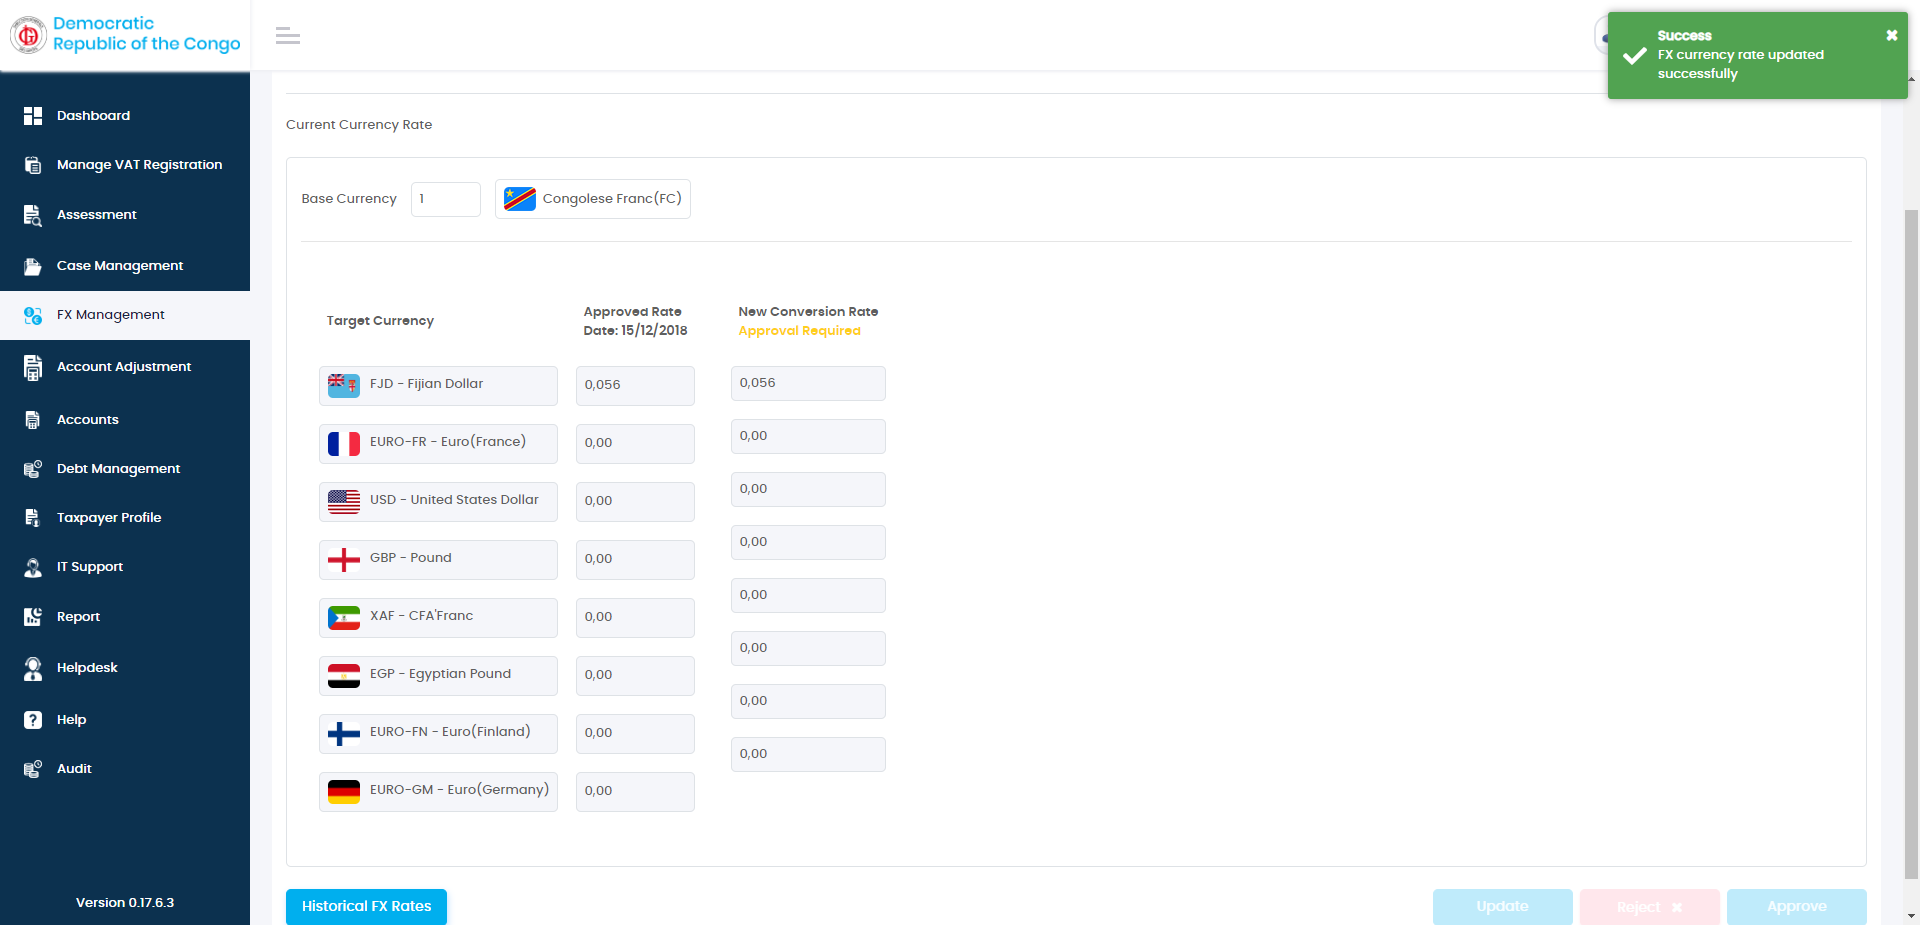 Democratic
Republic of the Congo
Success
FX currency rate updated
successfully
Dashboard
Manage VAT Registration
Assessment
Case Management
FX Management
Account Adjustment
Accounts
Debt Management
Taxpayer Profile
IT Support
Report
Helpdesk
Help
Audit
Version 0.17.6.3
Current Currency Rate
Base Currency 1 Congolese Franc(FC)
Target Currency
Approved Rate
Date: 15/12/2018
New Conversion Rate
Approval Required
FJD - Fijian Dollar 0,056 0,056
EURO-FR - Euro(France) 0,00 0,00
USD - United States Dollar 0,00 0,00
GBP - Pound 0,00 0,00
XAF - CFA'Franc 0,00 0,00
EGP - Egyptian Pound 0,00 0,00
EURO-FN - Euro(Finland) 0,00 0,00
EURO-GM - Euro(Germany) 0,00 0,00
Historical FX Rates
Update
Reject
Approve